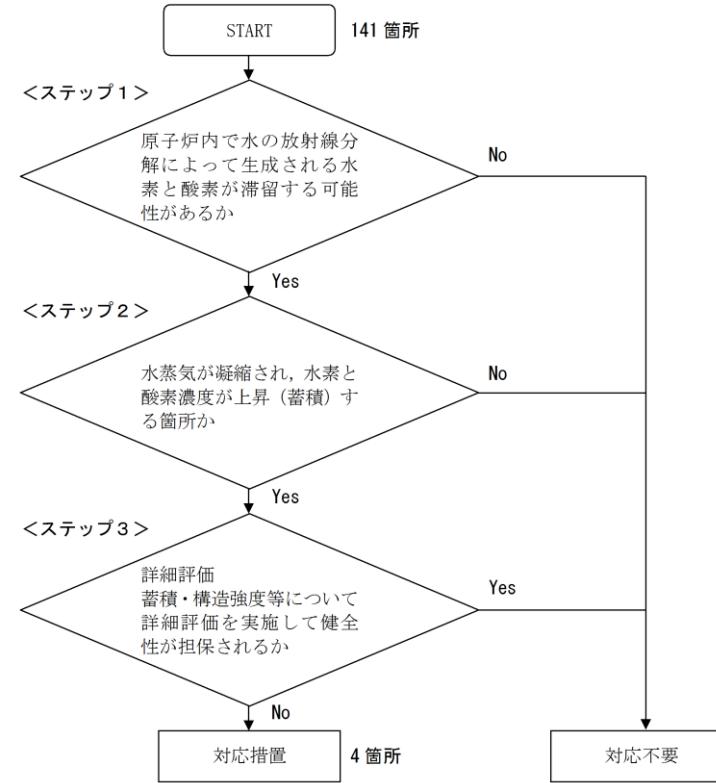 START
141 箇所
＜ステップ１＞
原子炉内で水の放射線分
解によって生成される水
素と酸素が滞留する可能
性があるか
No
Yes
＜ステップ２＞
水蒸気が凝縮され，水素と
酸素濃度が上昇（蓄積）す
る箇所か
No
Yes
＜ステップ３＞
詳細評価
蓄積・構造強度等について
詳細評価を実施して健全
性が担保されるか
Yes
No
対応措置
4 箇所
対応不要